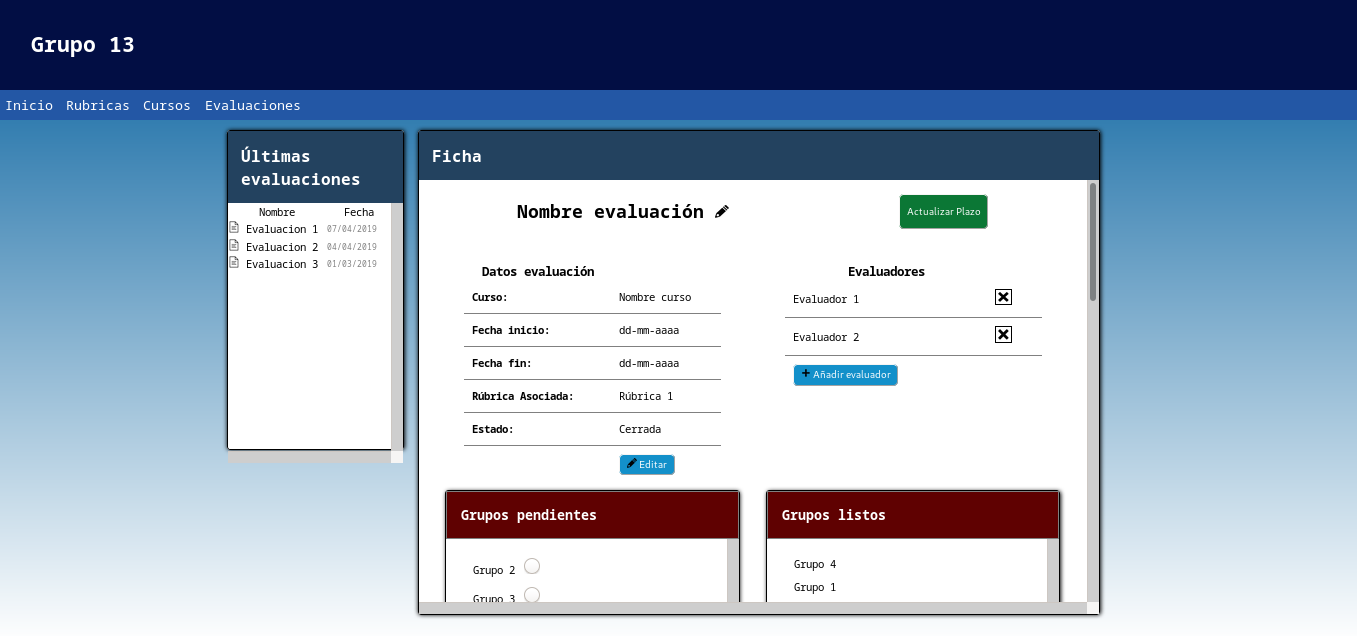 Grupo 13
Inicio Rubricas Cursos Evaluaciones
Últimas
evaluaciones
Nombre Fecha
Evaluacion 1 07/04/2019
Evaluacion 2 04/04/2019
Evaluacion 3 01/03/2019
Ficha
Nombre evaluación
Actualizar Plazo
Datos evaluación
Curso: Nombre curso
Fecha inicio: dd-mm-aaaa
Fecha fin: dd-mm-aaaa
Rúbrica Asociada: Rúbrica 1
Estado: Cerrada
Editar
Evaluadores
Evaluador 1
Evaluador 2
Añadir evaluador
Grupos pendientes
Grupo 2
Grupo 3
Grupos listos
Grupo 4
Grupo 1